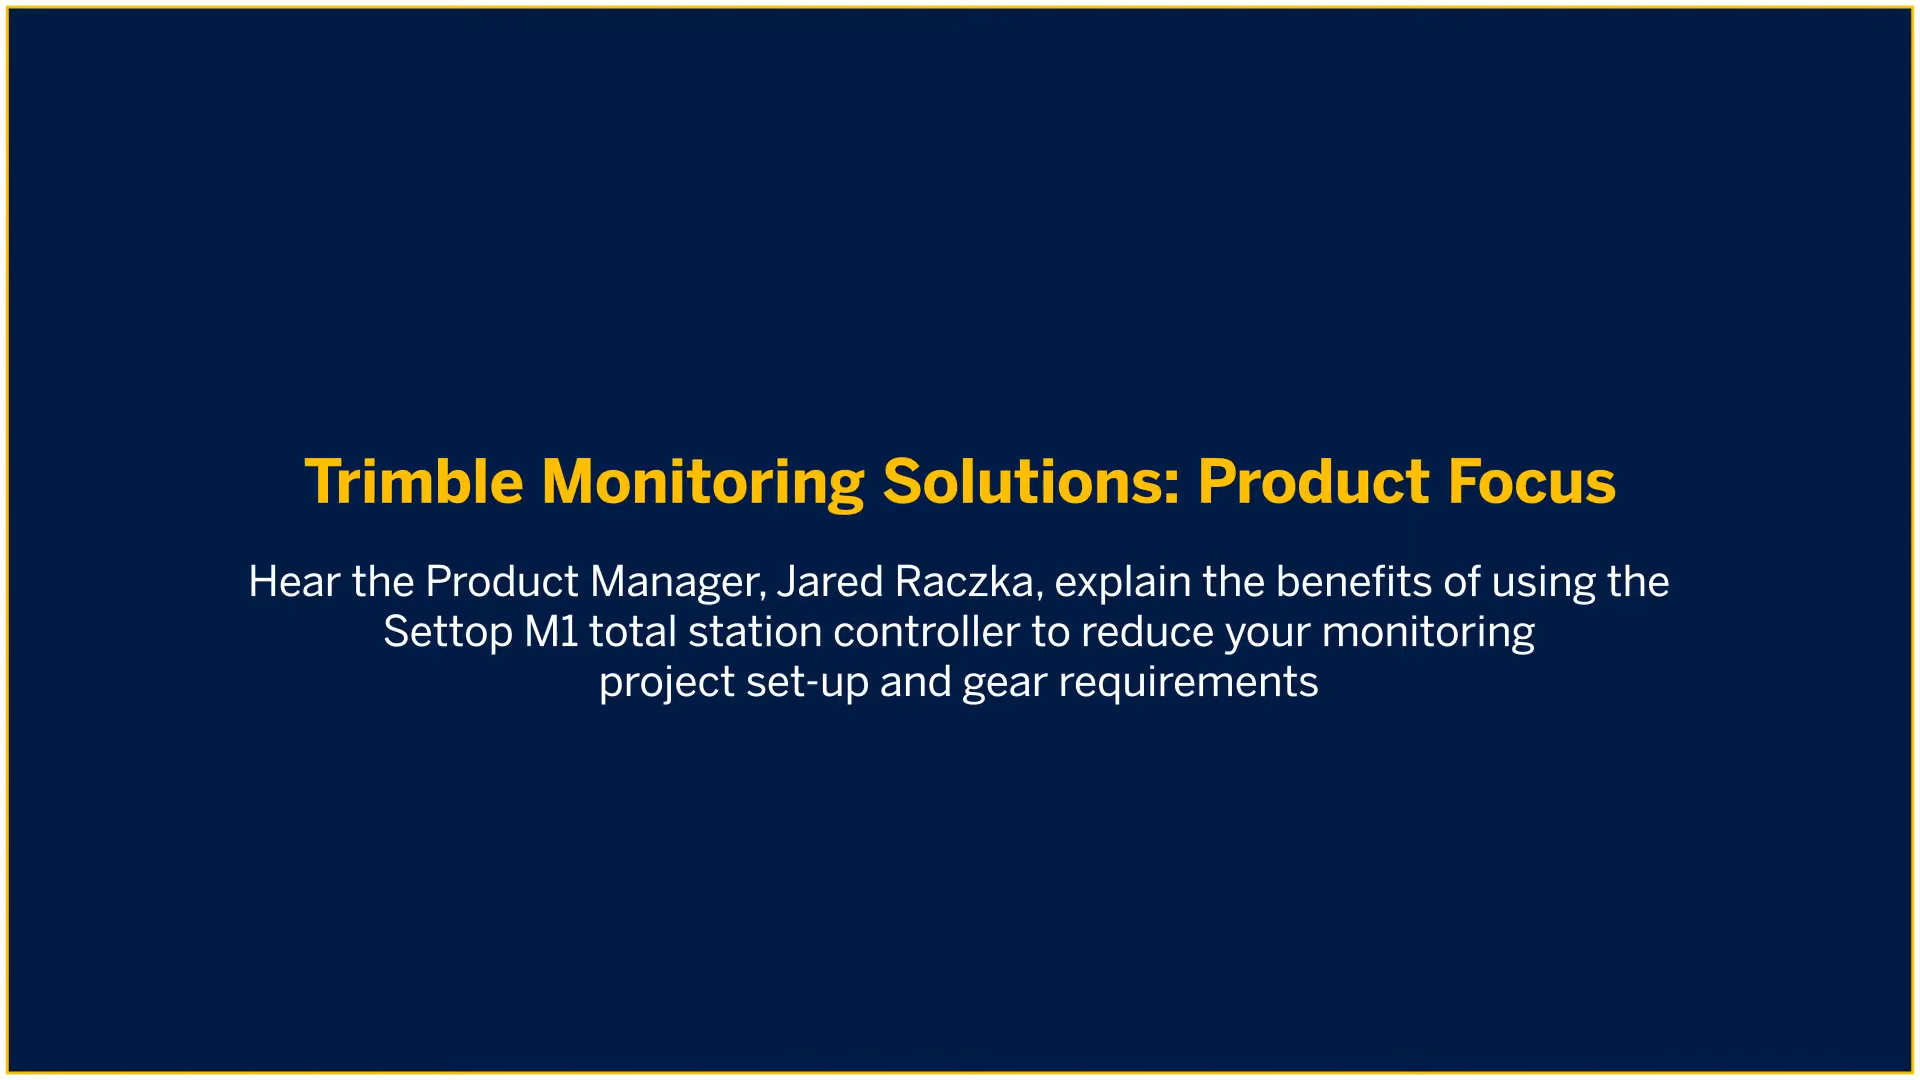 Trimble Monitoring Solutions: Product Focus
Hear the Product Manager, Jared Raczka, explain the benefits of using the
Settop M1 total station controller to reduce your monitoring
project set-up and gear requirements